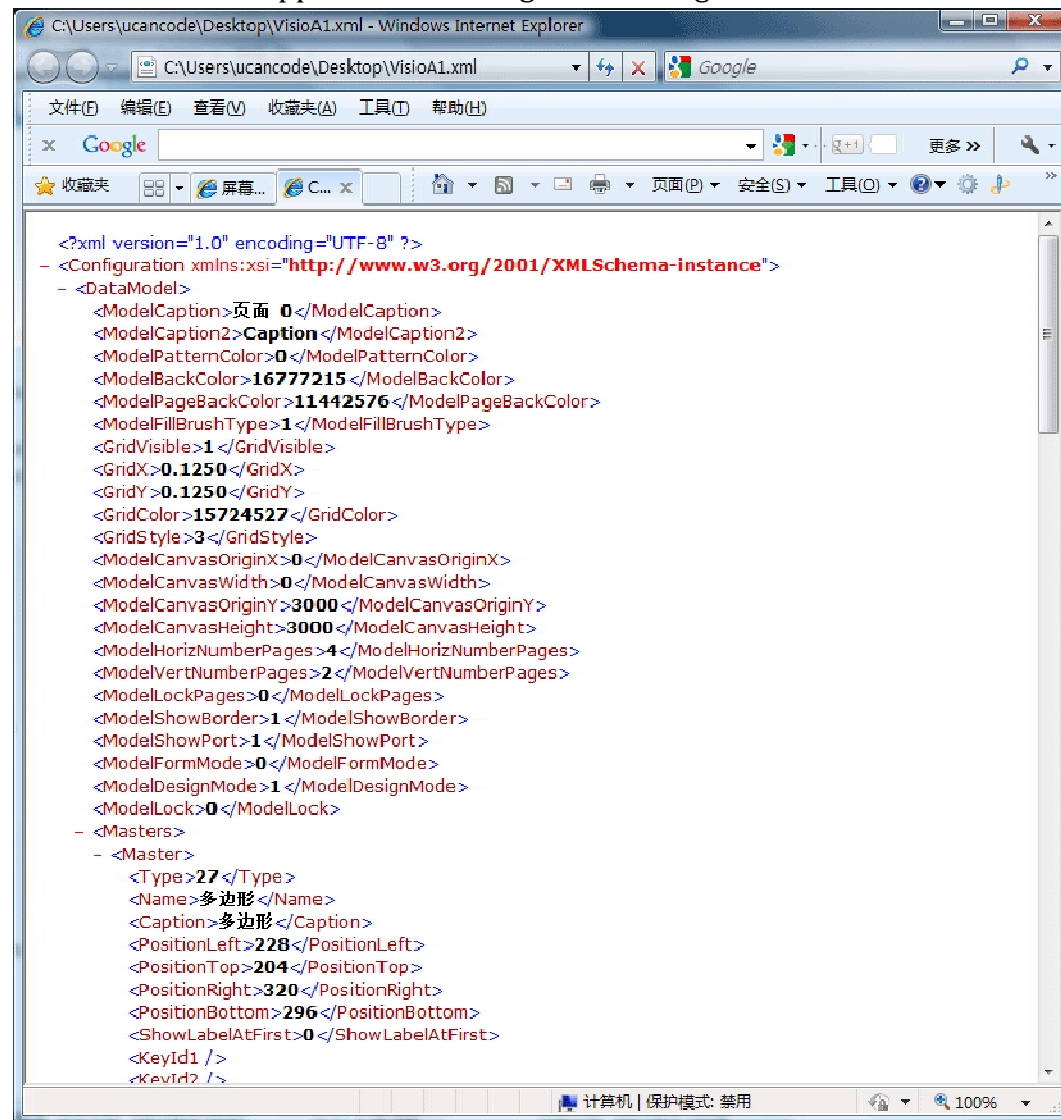 C:\Users\ucancode\Desktop\VisioA1.xml - Windows Internet Explorer
C:\Users\ucancode\Desktop\VisioA1.xml Google
文件(F) 编辑(E) 查看(V) 收藏夹(A) 工具(T) 帮助(H)
x Google 更多 »
收藏夹 屏幕... C... x 页面(P) 安全(S) 工具(O) »
<?xml version="1.0" encoding="UTF-8" ?>
- <Configuration xmlns:xsi="http://www.w3.org/2001/XMLSchema-instance">
- <DataModel>
<ModelCaption>页面 0</ModelCaption>
<ModelCaption2>Caption</ModelCaption2>
<ModelPatternColor>0</ModelPatternColor>
<ModelBackColor>16777215</ModelBackColor>
<ModelPageBackColor>11442576</ModelPageBackColor>
<ModelFillBrushType>1</ModelFillBrushType>
<GridVisible>1</GridVisible>
<GridX>0.1250</GridX>
<GridY>0.1250</GridY>
<GridColor>15724527</GridColor>
<GridStyle>3</GridStyle>
<ModelCanvasOriginX>0</ModelCanvasOriginX>
<ModelCanvasWidth>0</ModelCanvasWidth>
<ModelCanvasOriginY>3000</ModelCanvasOriginY>
<ModelCanvasHeight>3000</ModelCanvasHeight>
<ModelHorizNumberPages>4</ModelHorizNumberPages>
<ModelVertNumberPages>2</ModelVertNumberPages>
<ModelLockPages>0</ModelLockPages>
<ModelShowBorder>1</ModelShowBorder>
<ModelShowPort>1</ModelShowPort>
<ModelFormMode>0</ModelFormMode>
<ModelDesignMode>1</ModelDesignMode>
<ModelLock>0</ModelLock>
- <Masters>
- <Master>
<Type>27</Type>
<Name>多边形</Name>
<Caption>多边形</Caption>
<PositionLeft>228</PositionLeft>
<PositionTop>204</PositionTop>
<PositionRight>320</PositionRight>
<PositionBottom>296</PositionBottom>
<ShowLabelAtFirst>0</ShowLabelAtFirst>
<KeyId1 />
<KeyId2 />
计算机 | 保护模式: 禁用 100%